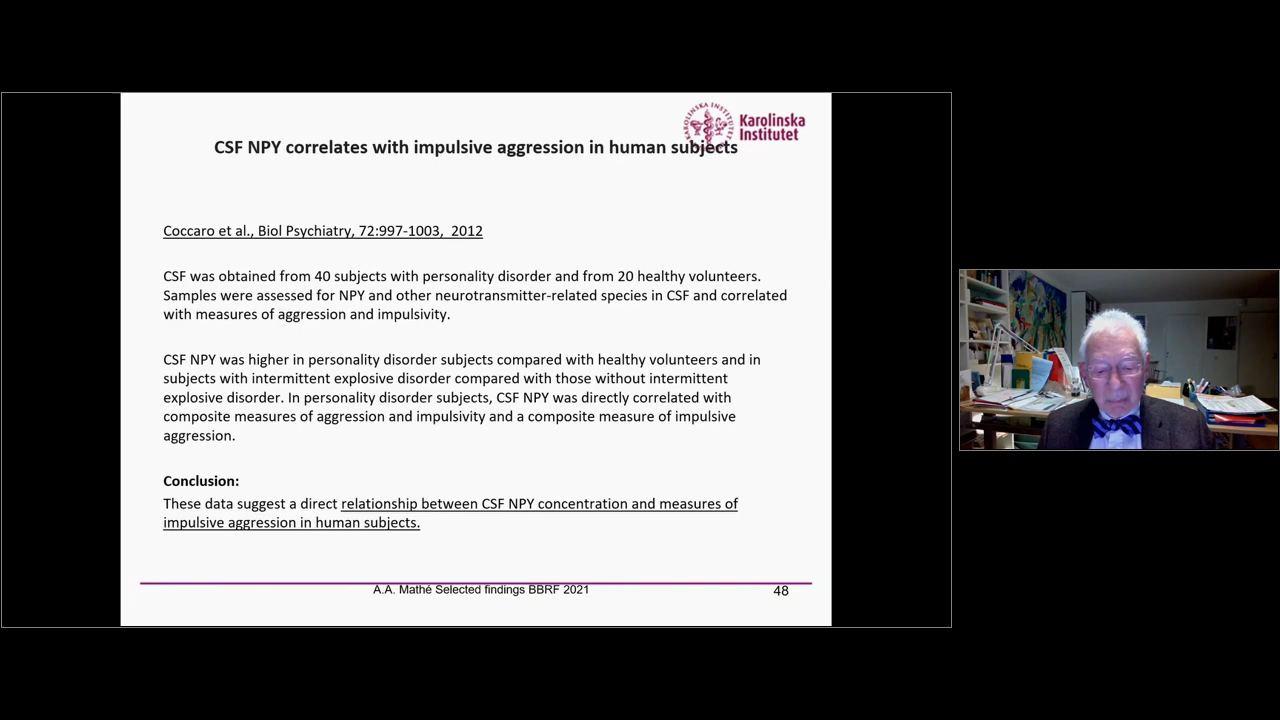 KAROLINSKA INSTITUTET
Karolinska
Institutet
CSF NPY correlates with impulsive aggression in human subjects
Coccaro et al., Biol Psychiatry, 72:997-1003, 2012
CSF was obtained from 40 subjects with personality disorder and from 20 healthy volunteers.
Samples were assessed for NPY and other neurotransmitter-related species in CSF and correlated
with measures of aggression and impulsivity.
CSF NPY was higher in personality disorder subjects compared with healthy volunteers and in
subjects with intermittent explosive disorder compared with those without intermittent
explosive disorder. In personality disorder subjects, CSF NPY was directly correlated with
composite measures of aggression and impulsivity and a composite measure of impulsive
aggression.
Conclusion:
These data suggest a direct relationship between CSF NPY concentration and measures of
impulsive aggression in human subjects.
A.A. Mathé Selected findings BBRF 2021
48